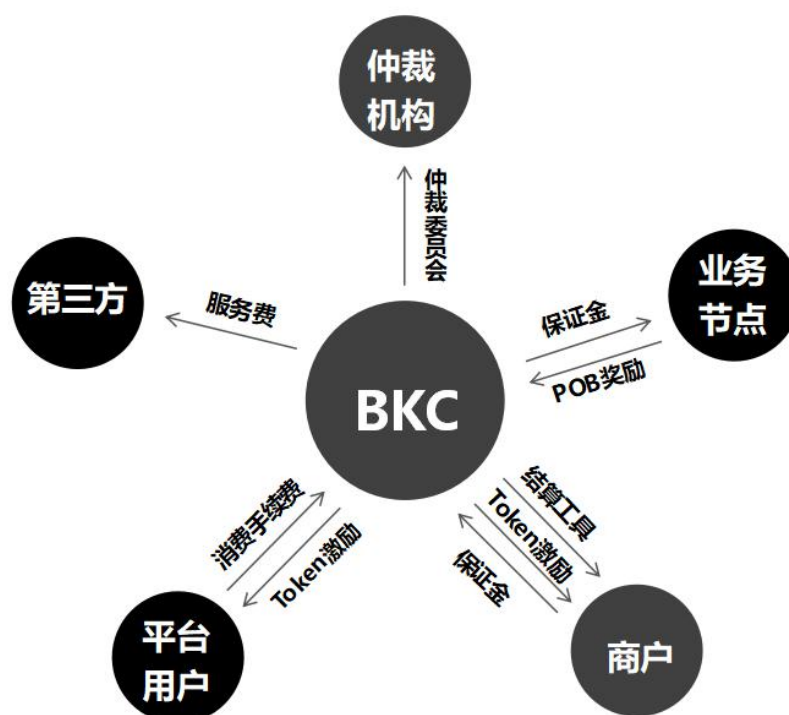 仲裁
机构
仲裁委员会
第三方
服务费
业务
节点
保证金
POB奖励
BKC
消费手续费
Token激励
结算工具
Token激励
保证金
平台
用户
商户